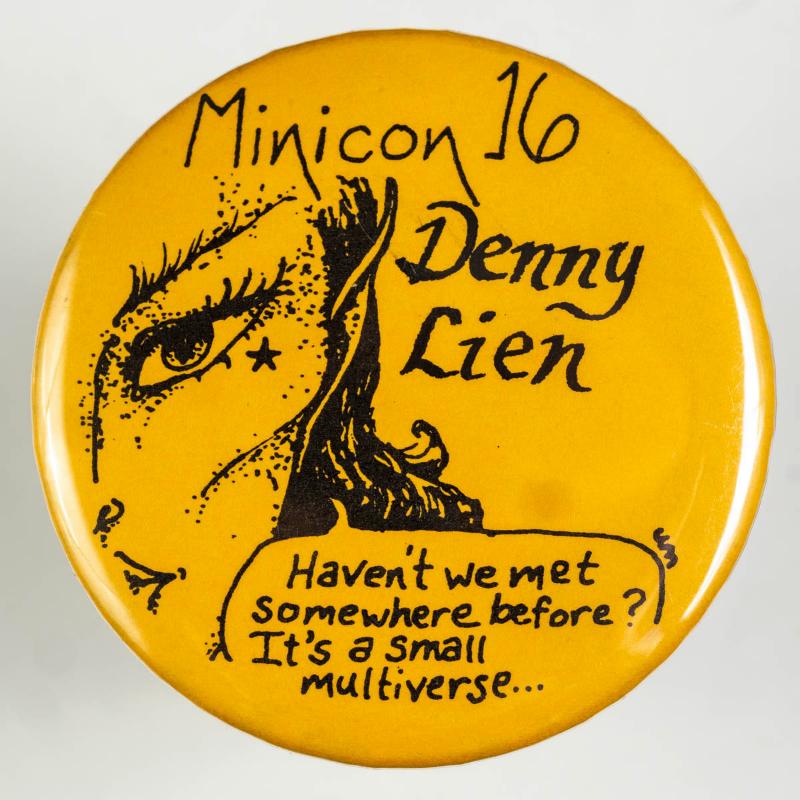 Minicon 16
Denny
Lien
Haven't we met
somewhere before?
It's a small
multiverse...